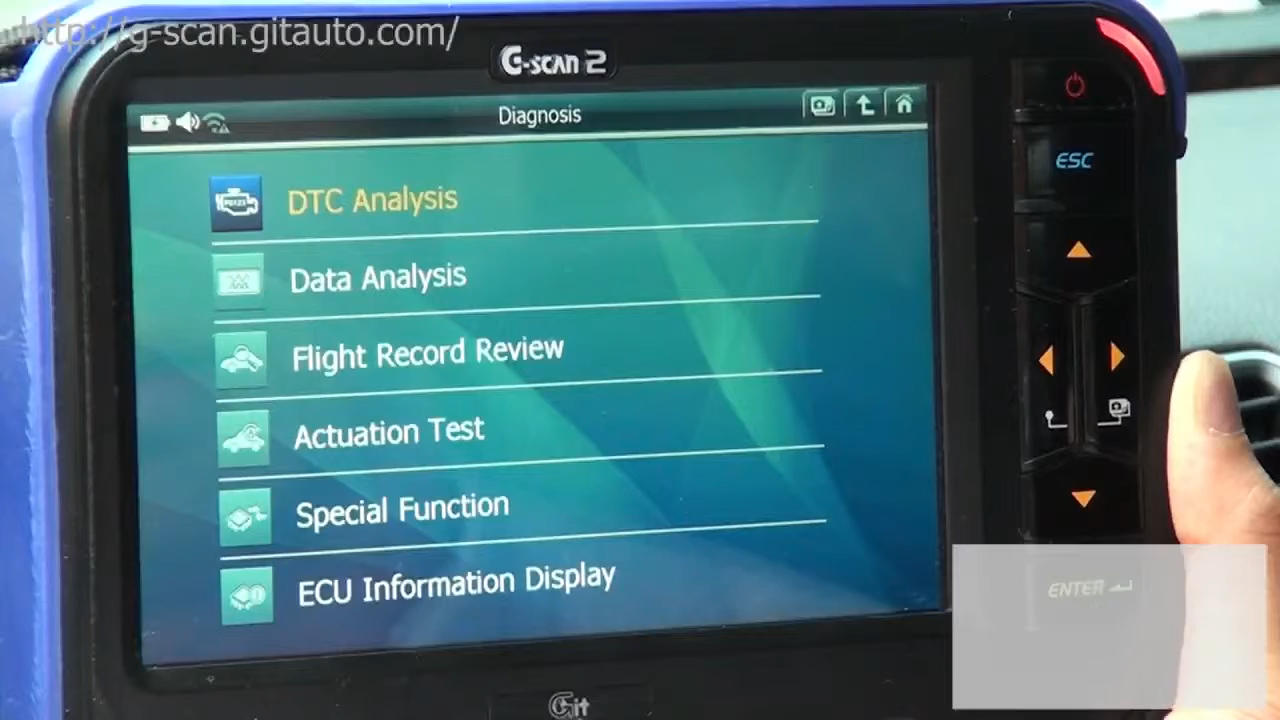 http://g-scan.gitauto.com/
G-scan 2
Diagnosis
DTC Analysis
ESC
Data Analysis
Flight Record Review
Actuation Test
Special Function
ECU Information Display
ENTER
Git